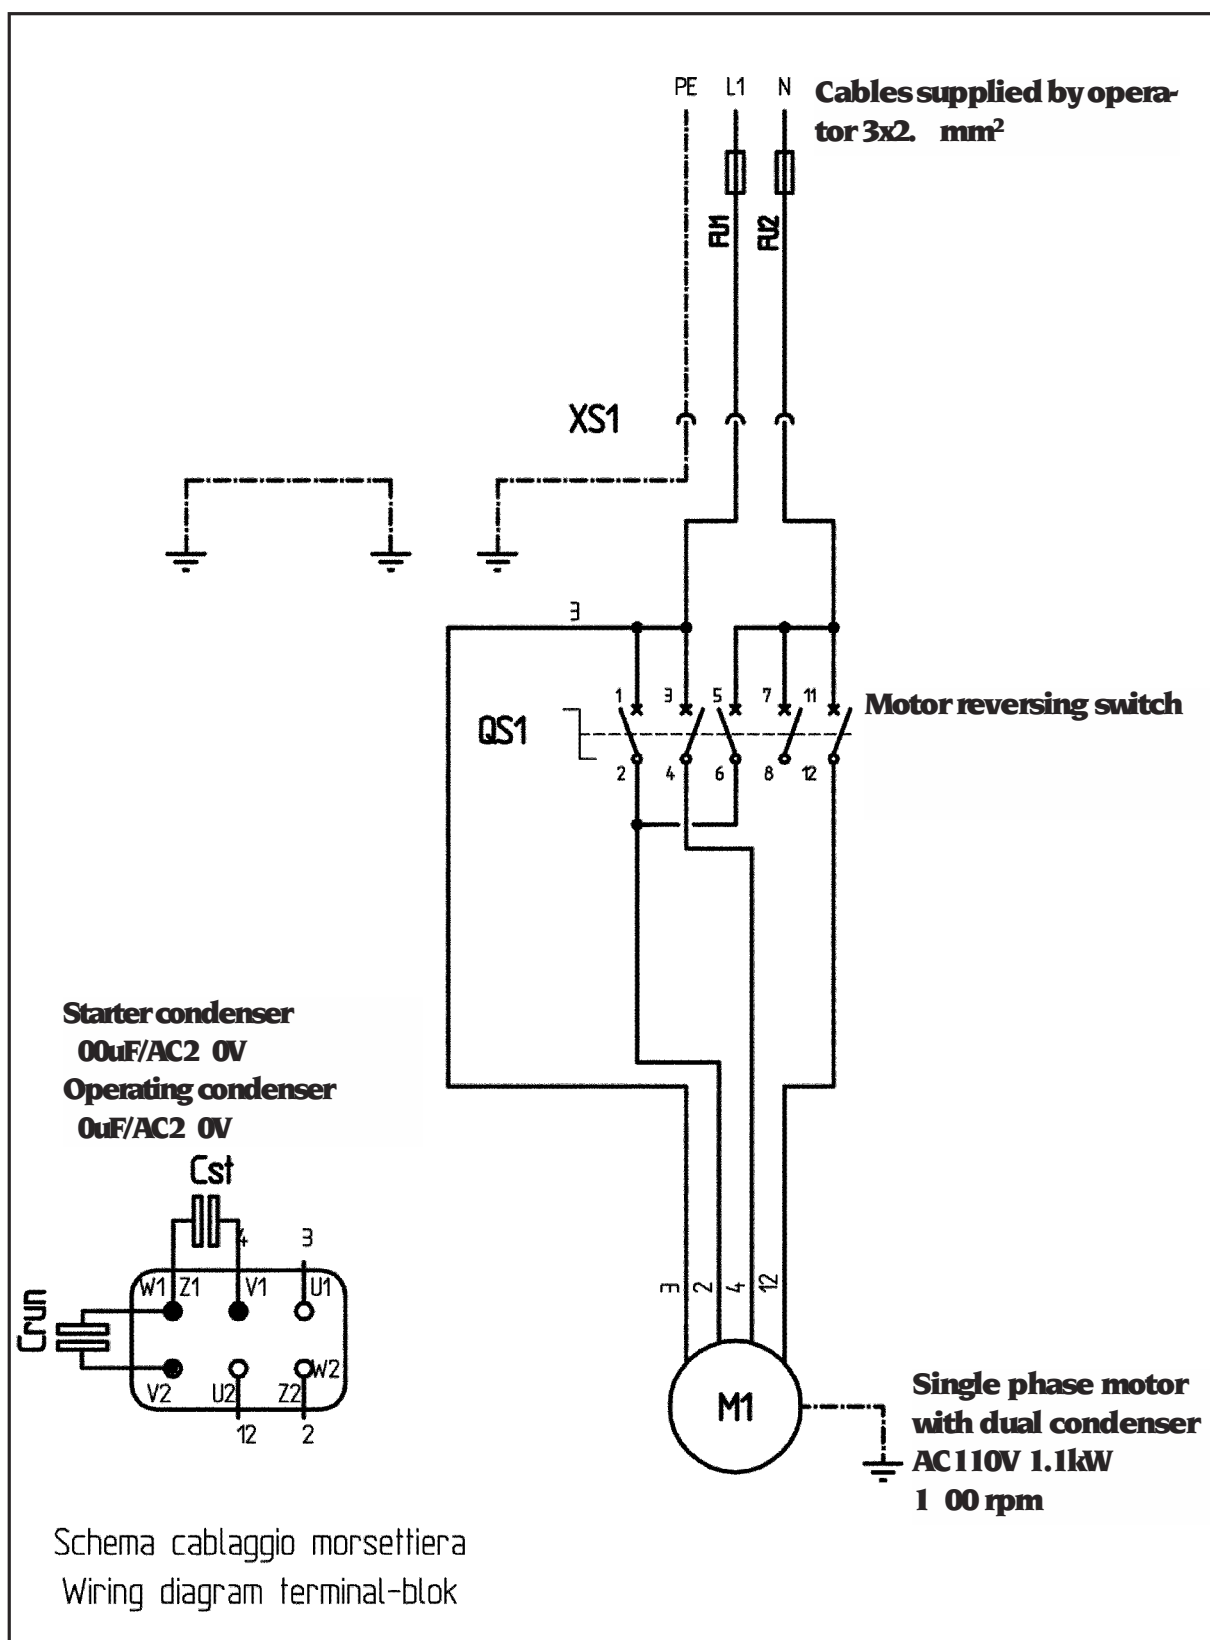 PE L1 N
Cables supplied by opera-
tor 3x2. mm²
FU1 FU2
XS1
3
1 3 5 7 11
QS1
Motor reversing switch
2 4 6 8 12
Starter condenser
00uF/AC2 0V
Operating condenser
0uF/AC2 0V
Cst
4 3
W1 Z1 V1 U1
Crun
V2 U2 Z2 W2
12 2
3 2 4 12
M1
Single phase motor
with dual condenser
AC110V 1.1kW
1 00 rpm
Schema cablaggio morsettiera
Wiring diagram terminal-blok